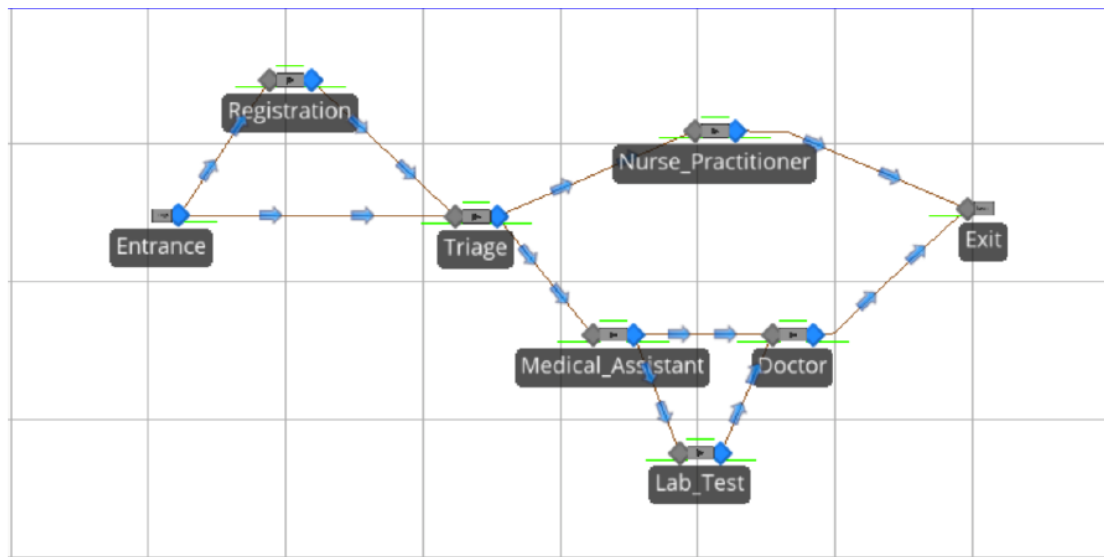 Registration
Nurse_Practitioner
Entrance
Triage
Exit
Medical_Assistant
Doctor
Lab_Test